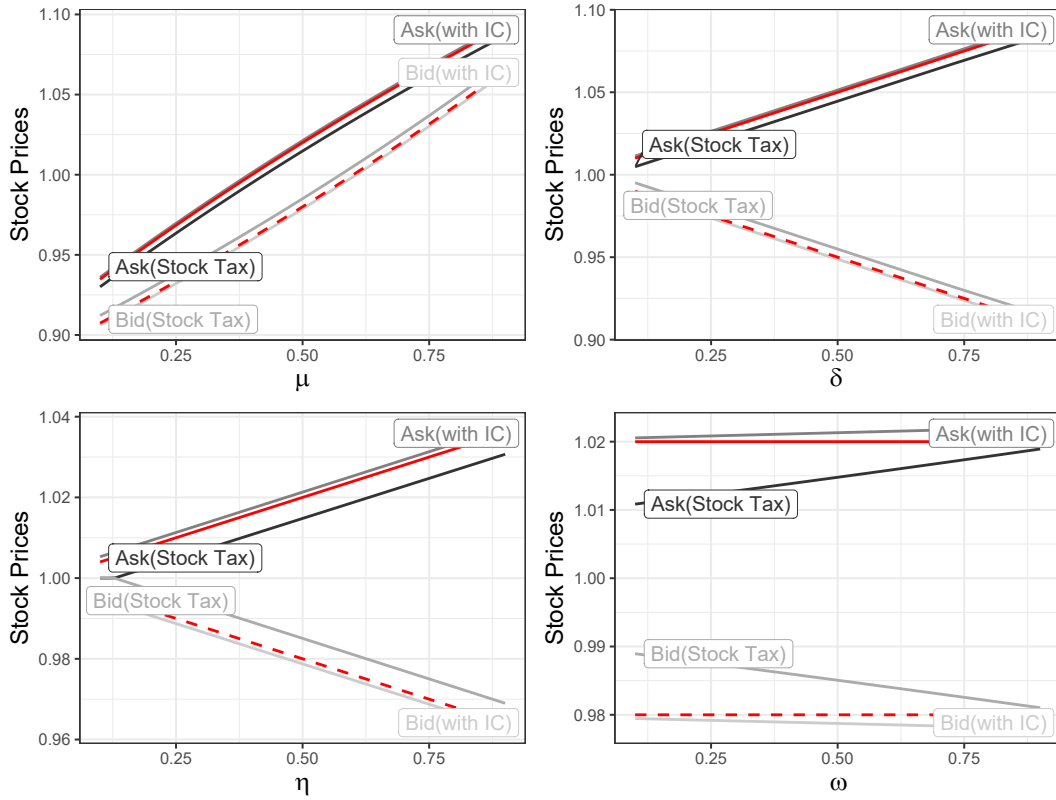 Stock Prices
1.10
1.05
1.00
0.95
0.90
Ask(with IC)
Bid(with IC)
Ask(Stock Tax)
Bid(Stock Tax)
0.25 0.50 0.75
μ
Stock Prices
1.10
1.05
1.00
0.95
0.90
Ask(with IC)
Ask(Stock Tax)
Bid(Stock Tax)
Bid(with IC)
0.25 0.50 0.75
δ
Stock Prices
1.04
1.02
1.00
0.98
0.96
Ask(with IC)
Ask(Stock Tax)
Bid(Stock Tax)
Bid(with IC)
0.25 0.50 0.75
η
Stock Prices
1.02
1.01
1.00
0.99
0.98
Ask(with IC)
Ask(Stock Tax)
Bid(Stock Tax)
Bid(with IC)
0.25 0.50 0.75
ω